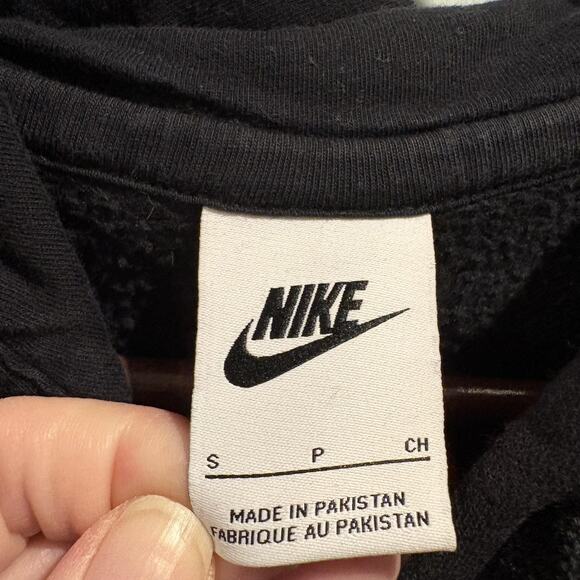 NIKE
S P CH
MADE IN PAKISTAN
FABRIQUE AU PAKISTAN